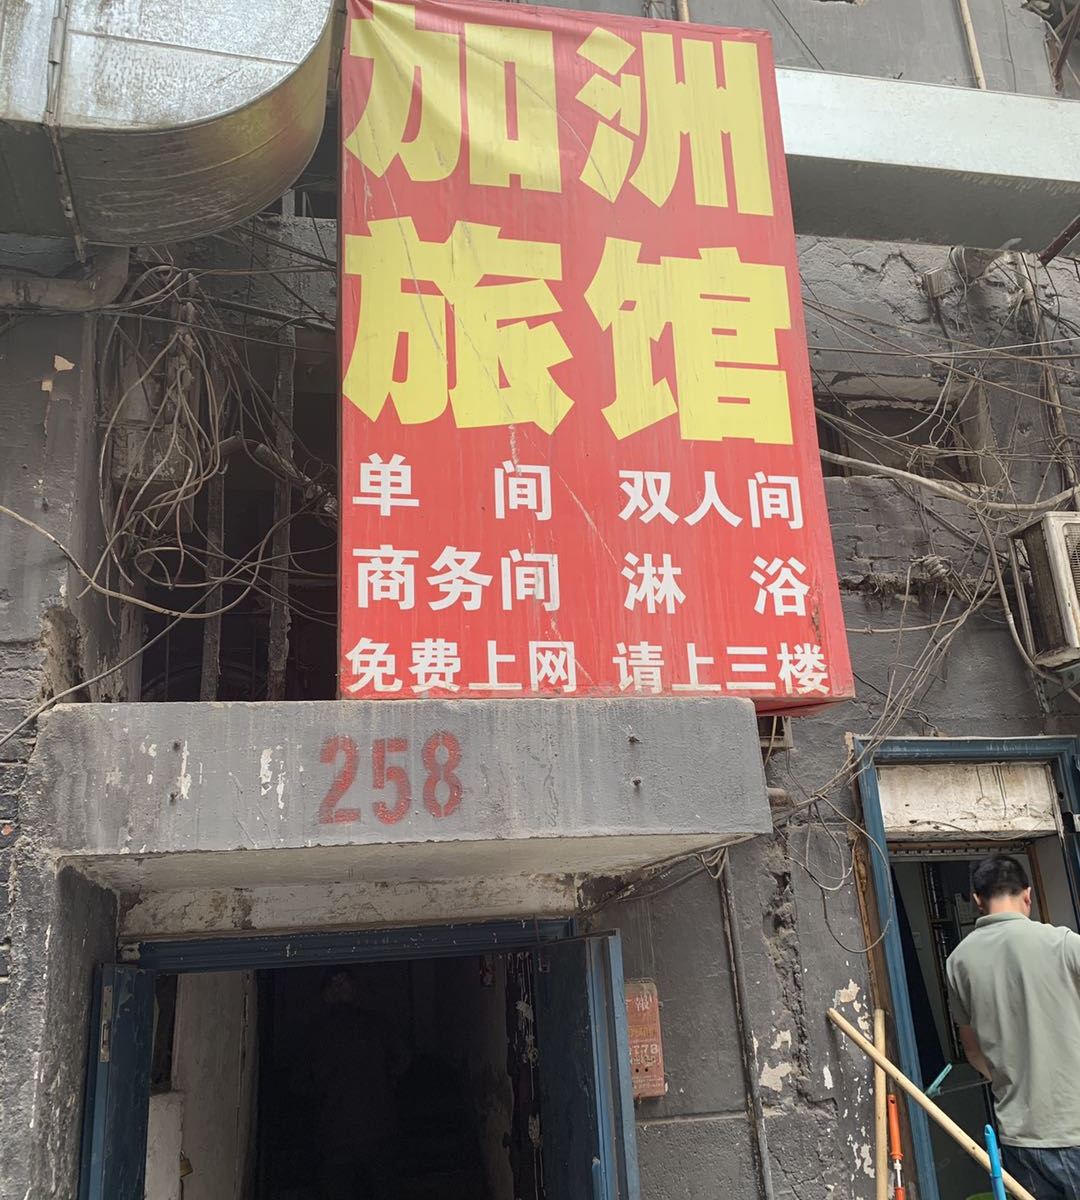 加洲
旅馆
单间 双人间
商务间 淋浴
免费上网 请上三楼
258
報